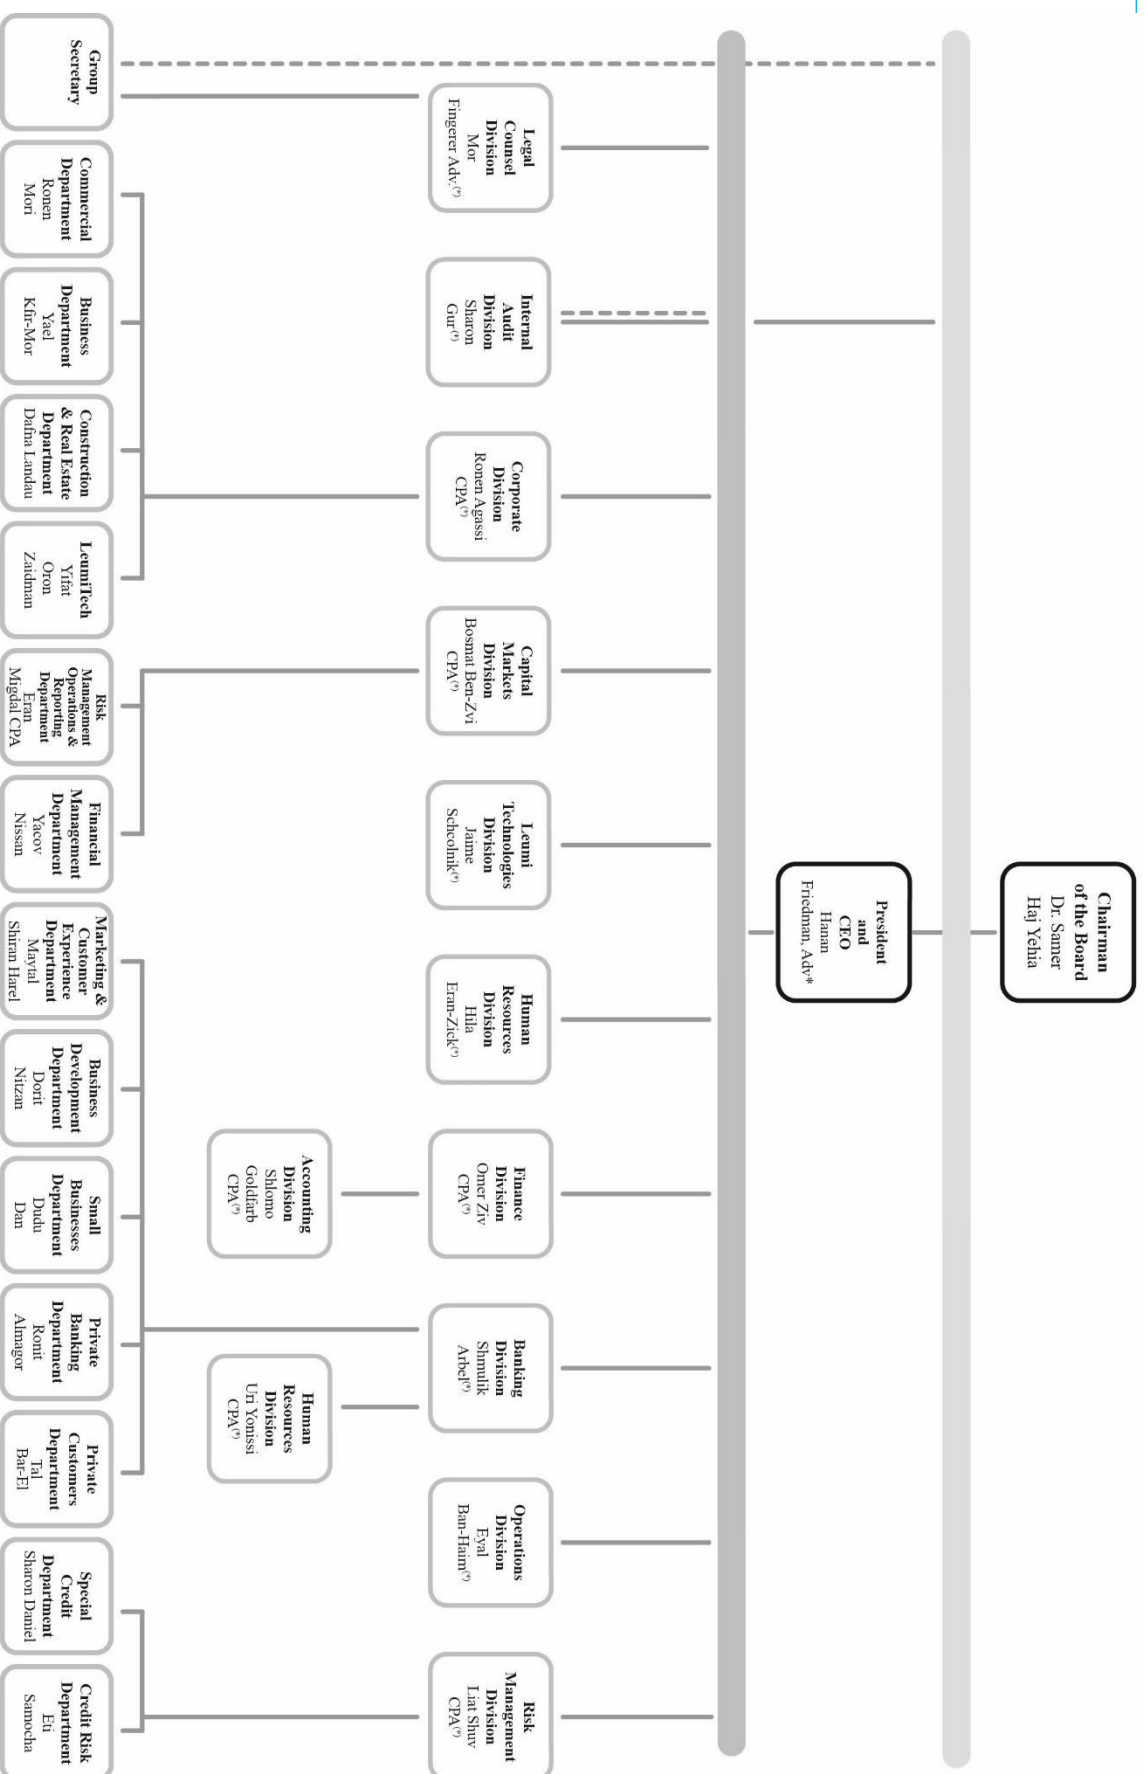 Chairman
of the Board
Dr. Samer
Haj Yehia
President
and
CEO
Hanan
Friedman, Adv*
Legal
Counsel
Division
Mor
Fingerer Adv.(*)
Internal
Audit
Division
Sharon
Gur(*)
Corporate
Division
Ronen Agassi
CPA(*)
Capital
Markets
Division
Bosmat Ben-Zvi
CPA(*)
Leumi
Technologies
Division
Jaime
Schcolnik(*)
Human
Resources
Division
Hila
Eran-Zick(*)
Finance
Division
Omer Ziv
CPA(*)
Banking
Division
Shmulik
Arbel(*)
Operations
Division
Eyal
Ban-Haim(*)
Risk
Management
Division
Liat Shuv
CPA(*)
Accounting
Division
Shlomo
Goldfarb
CPA(*)
Human
Resources
Division
Uri Yonissi
CPA(*)
Group
Secretary
Commercial
Department
Ronen
Mori
Business
Department
Yael
Kfir-Mor
Construction
& Real Estate
Department
Dafna Landau
LeumiTech
Yifat
Oron
Zaidman
Risk
Management
Operations &
Reporting
Department
Eran
Migdal CPA
Financial
Management
Department
Yacov
Nissan
Marketing &
Customer
Experience
Department
Maytal
Shiran Harel
Business
Development
Department
Dorit
Nitzan
Small
Businesses
Department
Dudu
Dan
Private
Banking
Department
Ronit
Almagor
Private
Customers
Department
Tal
Bar-El
Special
Credit
Department
Sharon Daniel
Credit Risk
Department
Eti
Samocha